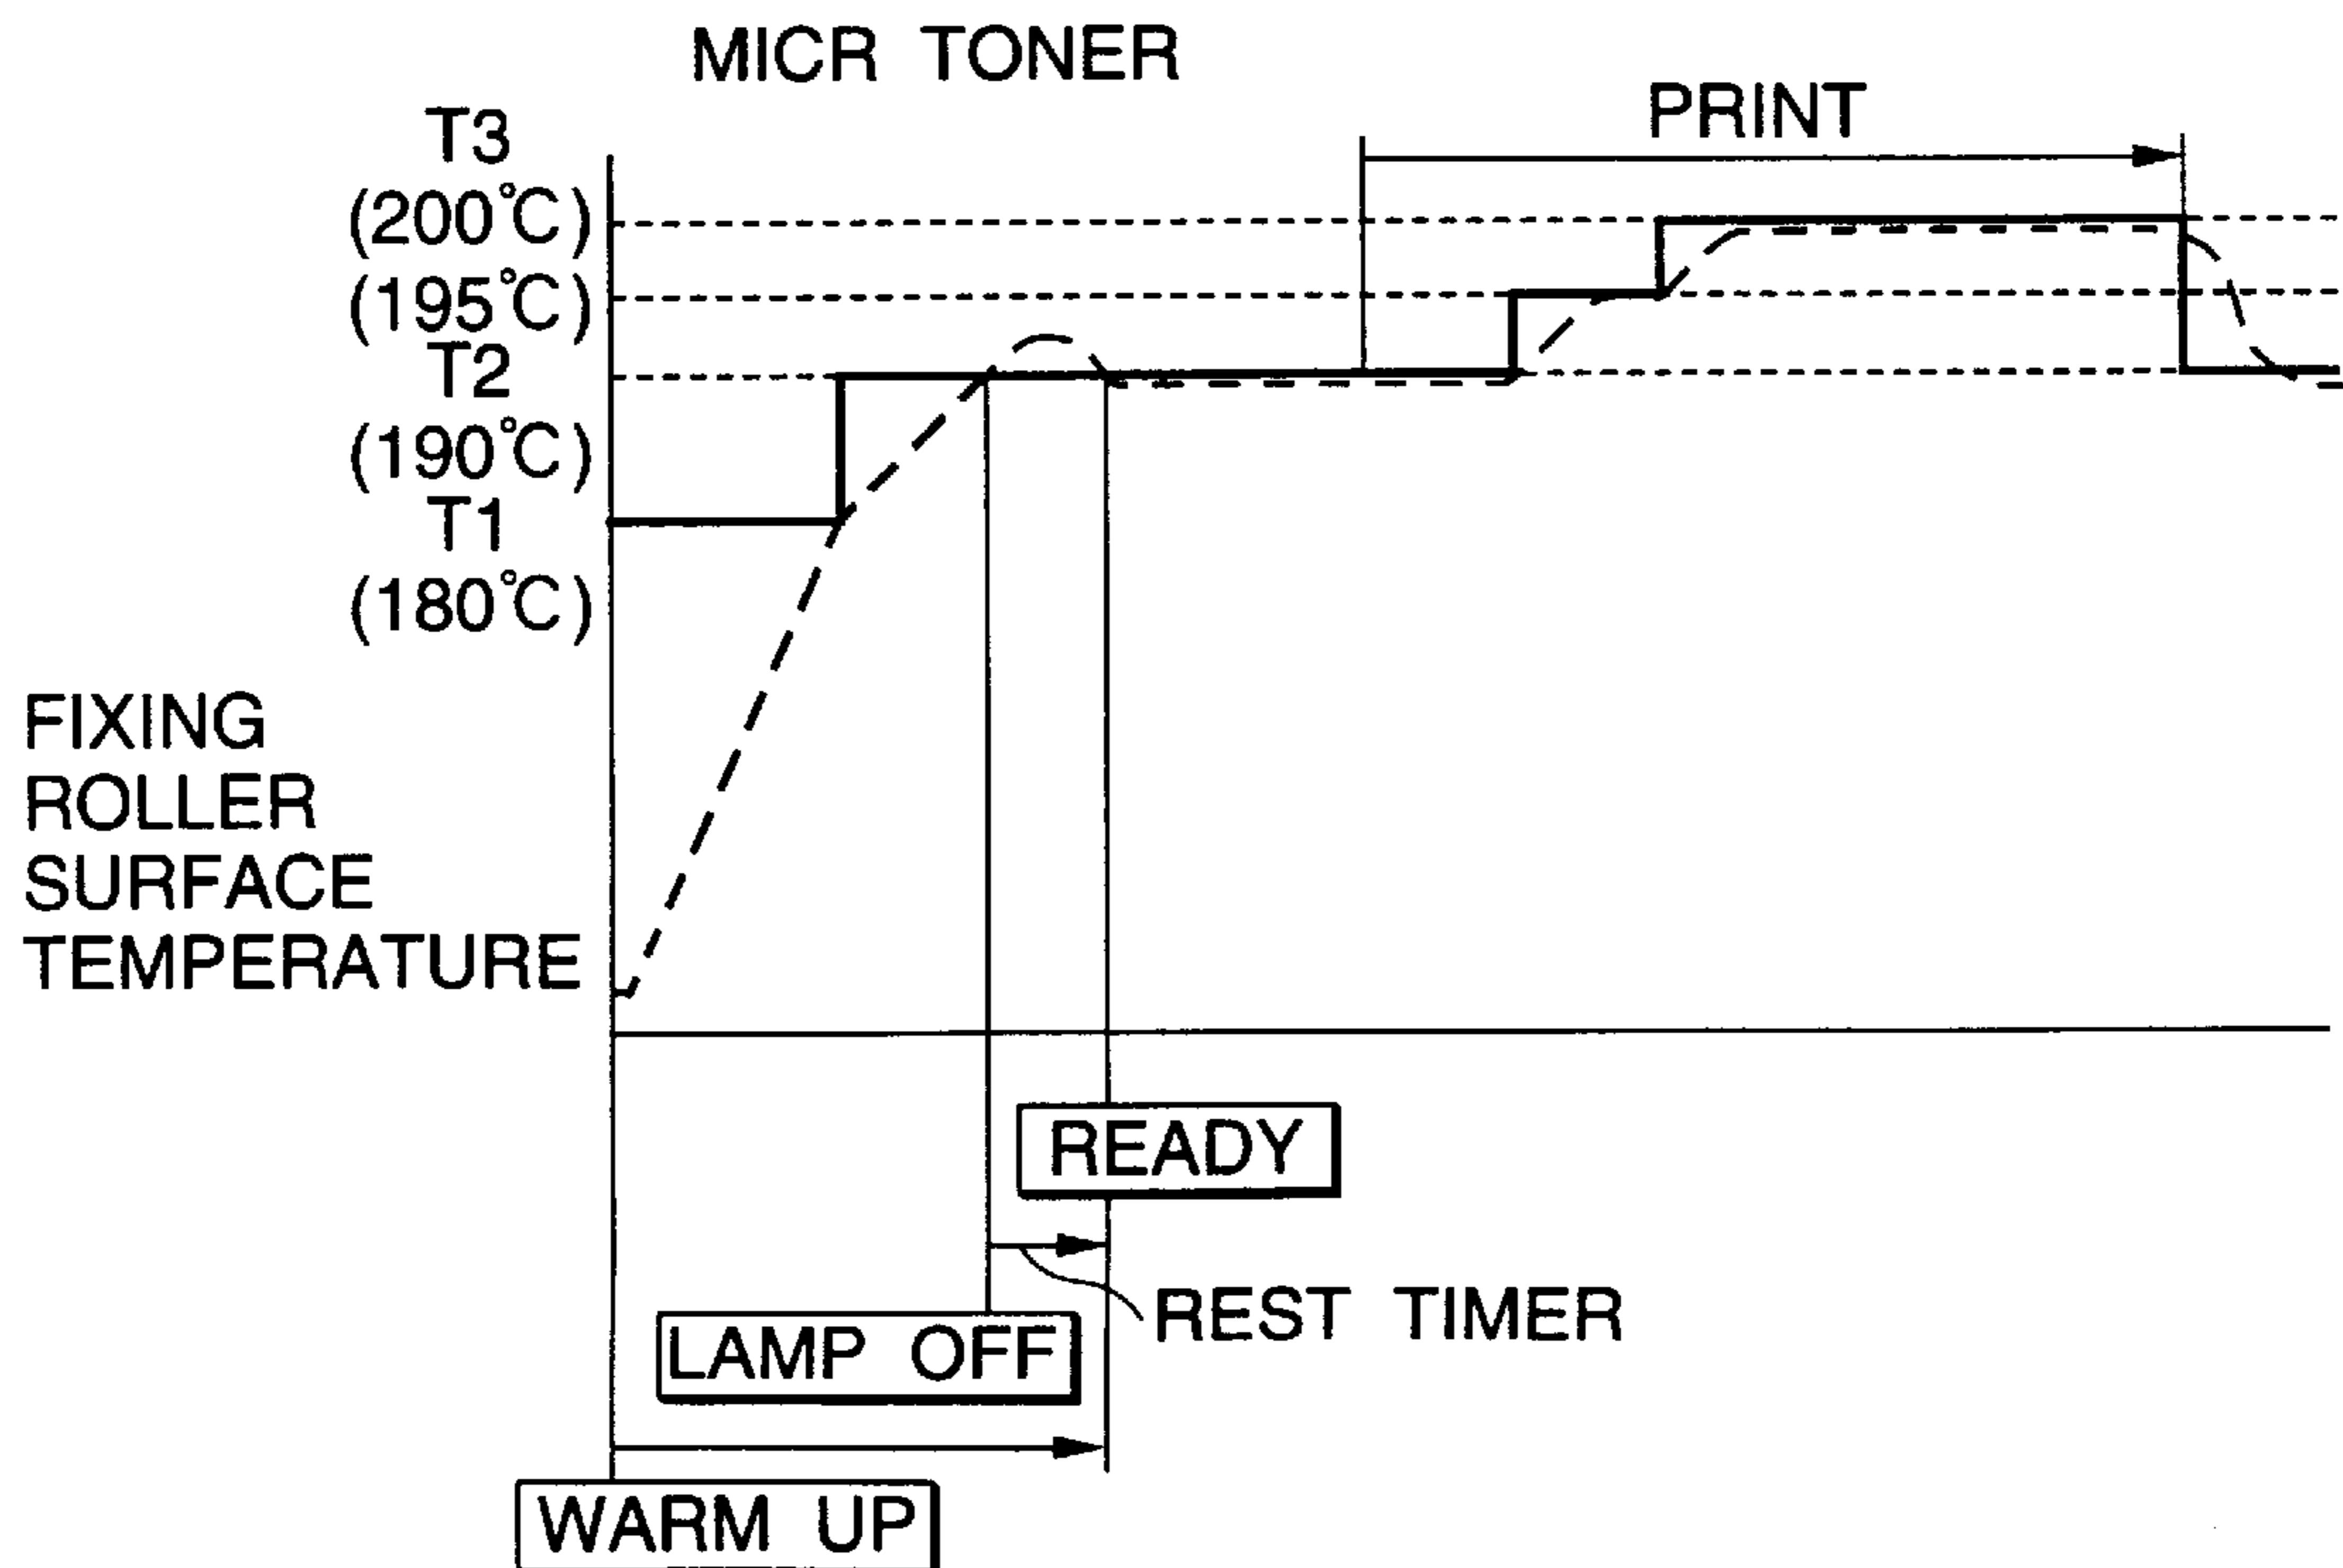 MICR TONER
PRINT
T3
(200°C)
(195°C)
T2
(190°C)
T1
(180°C)
FIXING
ROLLER
SURFACE
TEMPERATURE
READY
REST TIMER
LAMP OFF
WARM UP